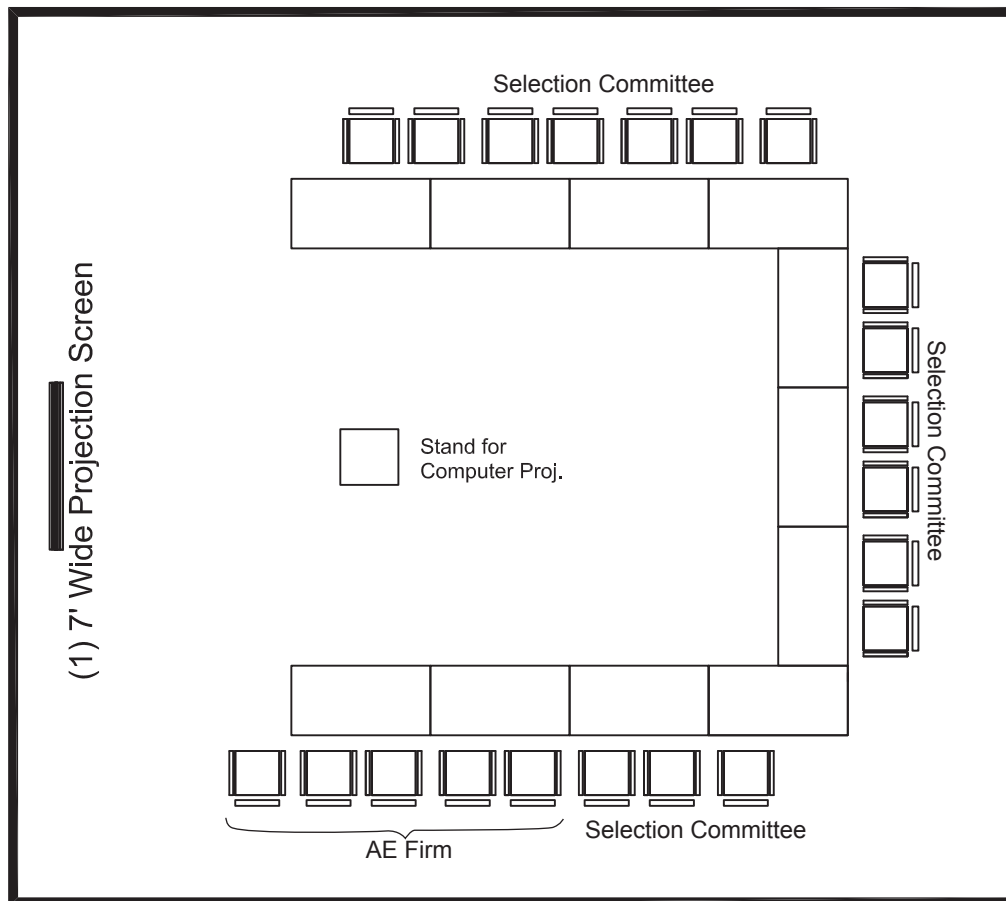 Selection Committee
(1) 7' Wide Projection Screen
Selection Committee
Stand for
Computer Proj.
Selection Committee
AE Firm